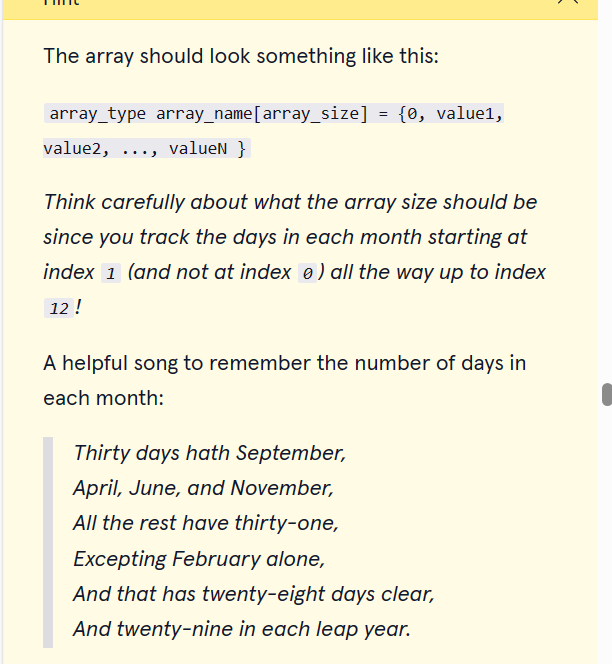 Hint
The array should look something like this:
array_type array_name[array_size] = {0, value1,
value2, ..., valueN }
Think carefully about what the array size should be
since you track the days in each month starting at
index 1 (and not at index 0) all the way up to index
12!
A helpful song to remember the number of days in
each month:
Thirty days hath September,
April, June, and November,
All the rest have thirty-one,
Excepting February alone,
And that has twenty-eight days clear,
And twenty-nine in each leap year.